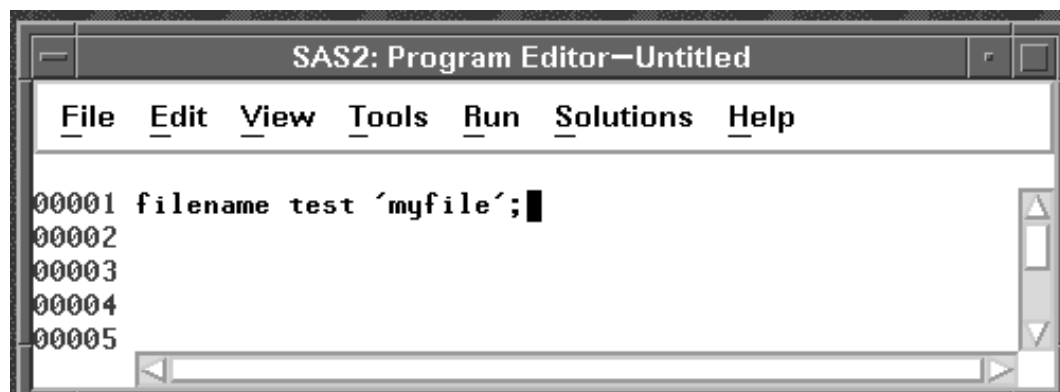 SAS2: Program Editor—Untitled
File Edit View Tools Run Solutions Help
00001 filename test ´myfile´;
00002
00003
00004
00005